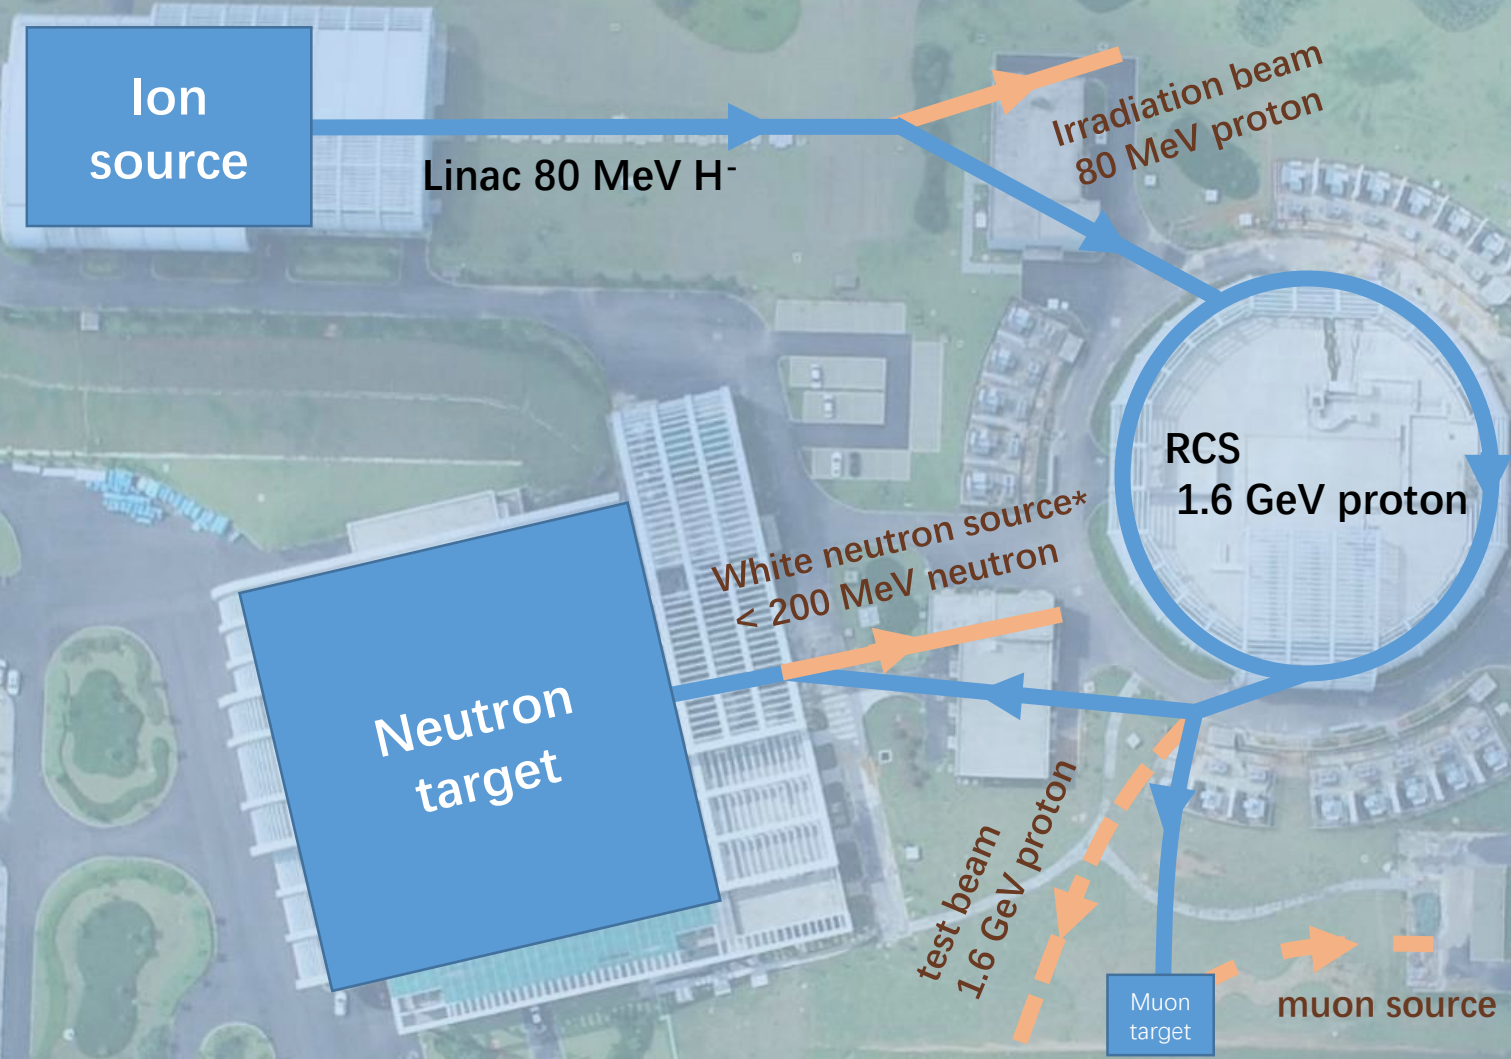 Ion
source
Linac 80 MeV H-
Irradiation beam
80 MeV proton
RCS
1.6 GeV proton
White neutron source*
< 200 MeV neutron
Neutron
target
test beam
1.6 GeV proton
Muon
target
muon source